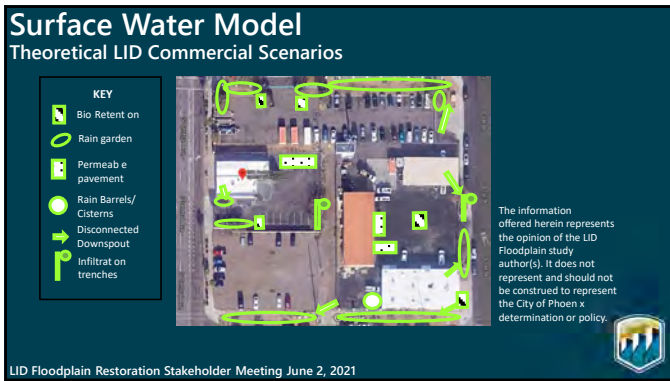 Surface Water Model
Theoretical LID Commercial Scenarios
KEY
Bio Retent on
Rain garden
Permeab e
pavement
Rain Barrels/
Cisterns
Disconnected
Downspout
Infiltrat on
trenches
The information
offered herein represents
the opinion of the LID
Floodplain study
author(s). It does not
represent and should not
be construed to represent
the City of Phoen x
determination or policy.
LID Floodplain Restoration Stakeholder Meeting June 2, 2021